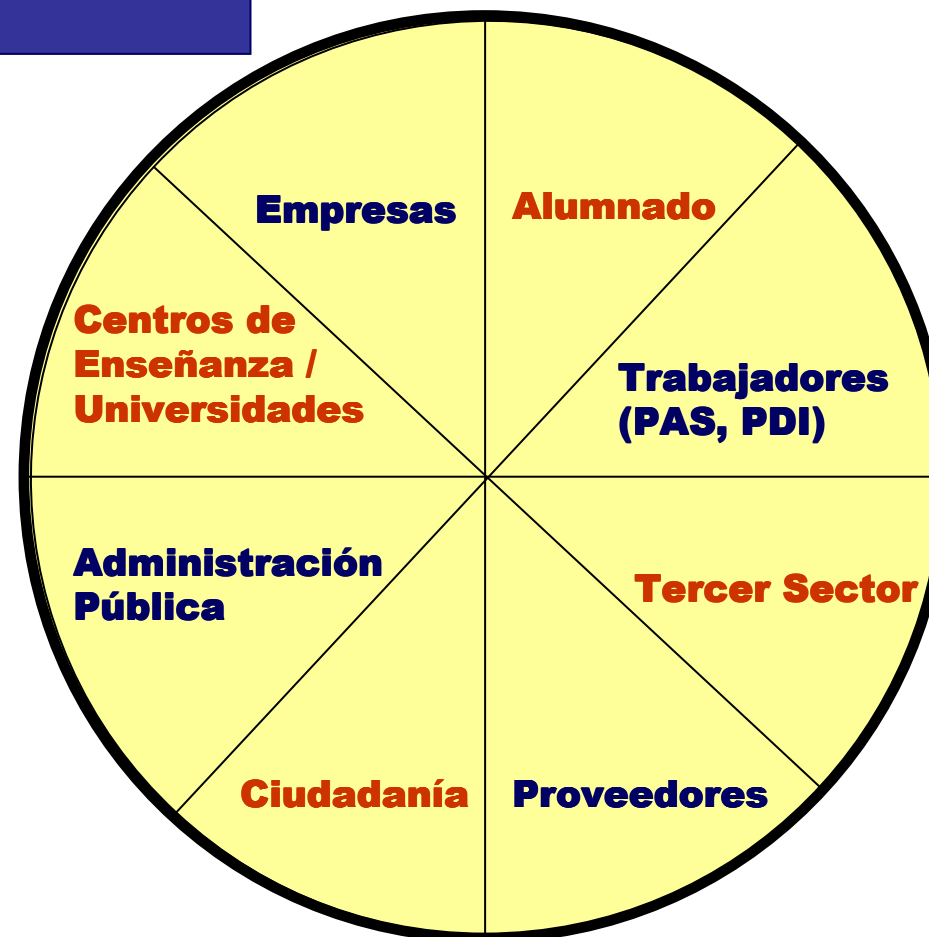 Empresas
Alumnado
Centros de
Enseñanza /
Universidades
Trabajadores
(PAS, PDI)
Administración
Pública
Tercer Sector
Ciudadanía
Proveedores